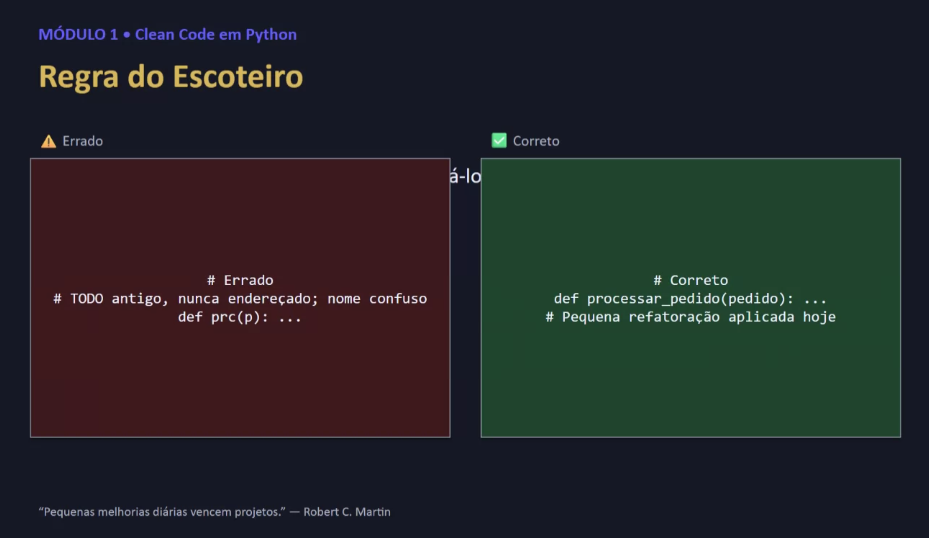 MÓDULO 1 • Clean Code em Python
Regra do Escoteiro
⚠️ Errado
✅ Correto
á-lo
# Errado
# TODO antigo, nunca endereçado; nome confuso
def prc(p): ...
# Correto
def processar_pedido(pedido): ...
# Pequena refatoração aplicada hoje
“Pequenas melhorias diárias vencem projetos.” — Robert C. Martin